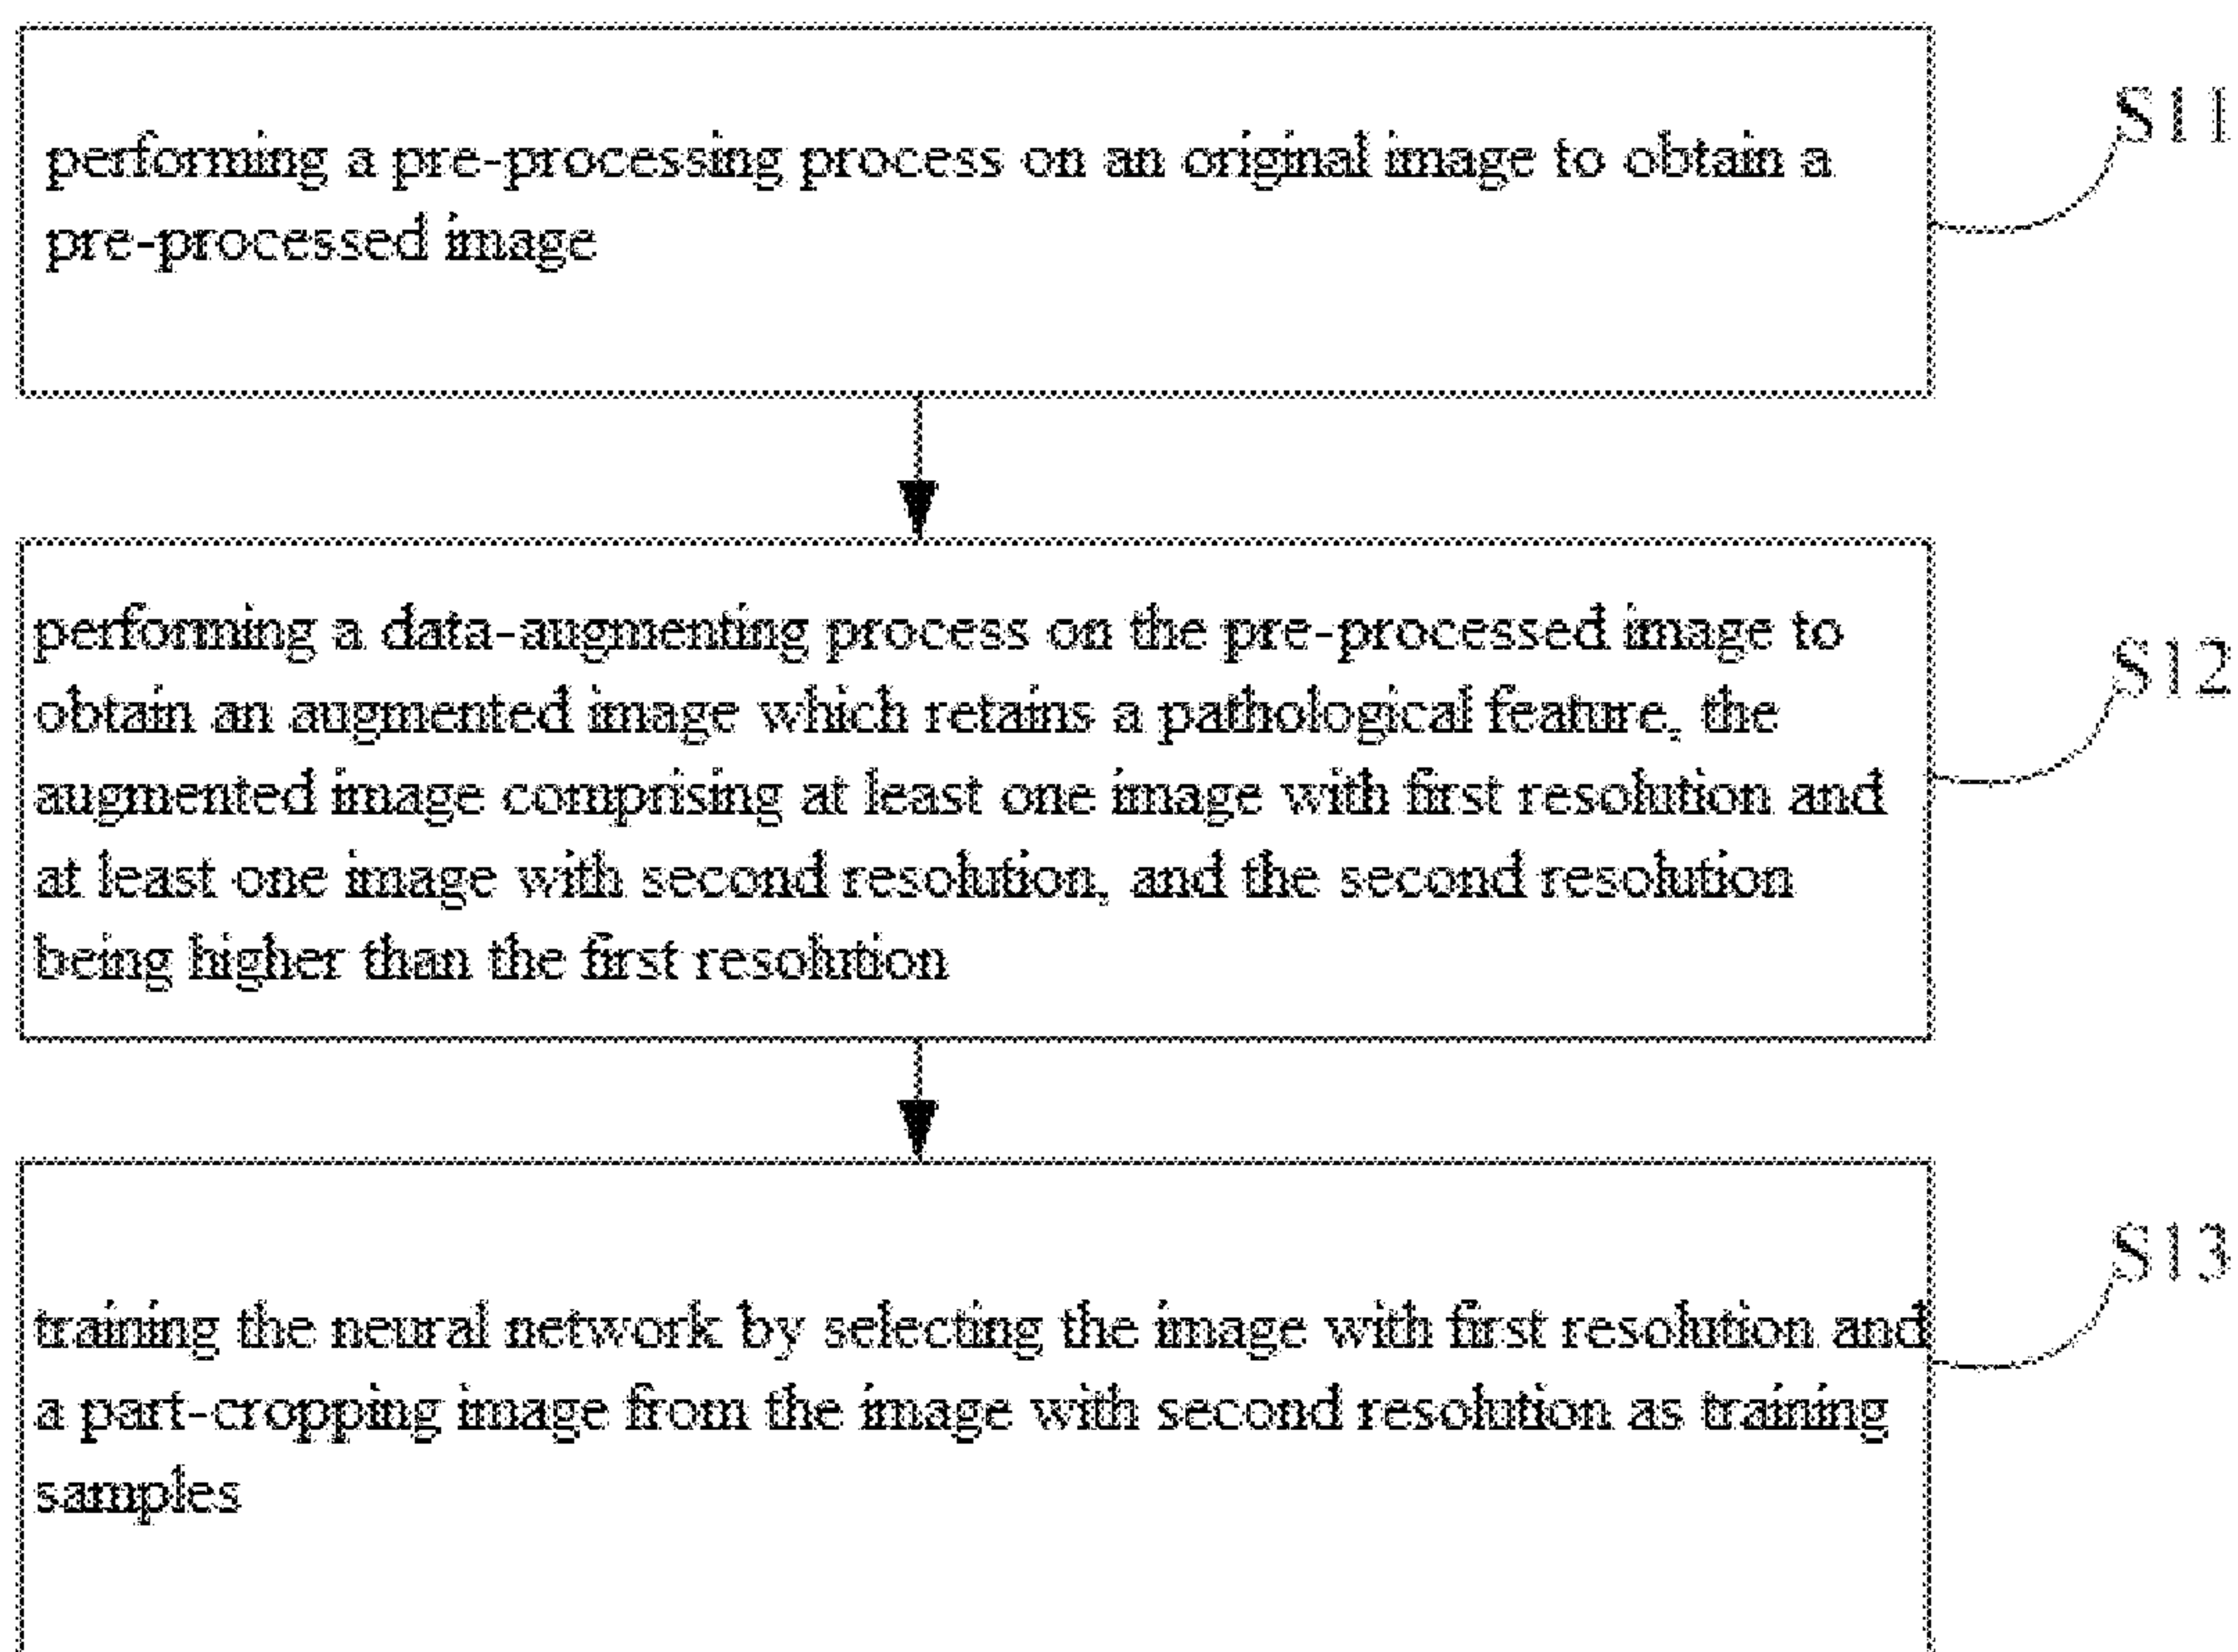 S11
performing a pre-processing process on an original image to obtain a
pre-processed image
S12
performing a data-augmenting process on the pre-processed image to
obtain an augmented image which retains a pathological feature, the
augmented image comprising at least one image with first resolution and
at least one image with second resolution, and the second resolution
being higher than the first resolution
S13
training the neural network by selecting the image with first resolution and
a part-cropping image from the image with second resolution as training
samples